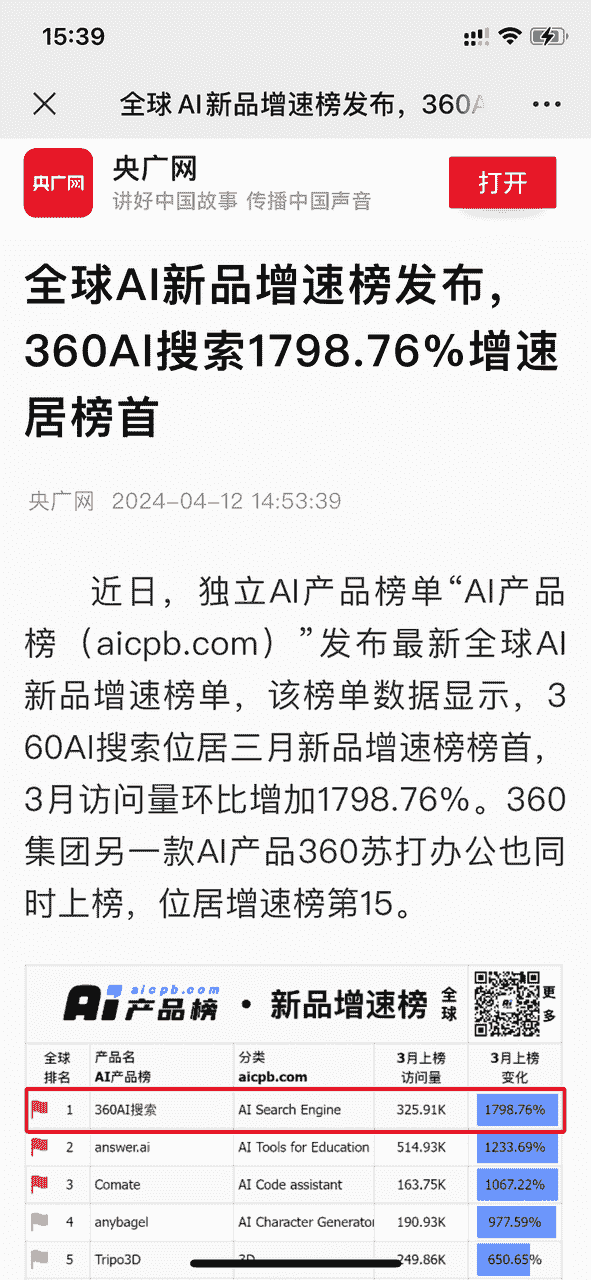 15:39
全球AI新品增速榜发布，360A
央广网
央广网
讲好中国故事 传播中国声音
打开
全球AI新品增速榜发布，
360AI搜索1798.76%增速
居榜首
央广网 2024-04-12 14:53:39
近日，独立AI产品榜单“AI产品
榜（aicpb.com）”发布最新全球AI
新品增速榜单，该榜单数据显示，3
60AI搜索位居三月新品增速榜榜首，
3月访问量环比增加1798.76%。360
集团另一款AI产品360苏打办公也同
时上榜，位居增速榜第15。
Ai产品榜 aicpb.com · 新品增速榜 全球 更多
全球排名 产品名 AI产品榜 分类 aicpb.com 3月上榜访问量 3月上榜变化
1 360AI搜索 AI Search Engine 325.91K 1798.76%
2 answer.ai AI Tools for Education 514.93K 1233.69%
3 Comate AI Code assistant 163.75K 1067.22%
4 anybagel AI Character Generator 190.93K 977.59%
5 Tripo3D 3D 249.86K 650.65%